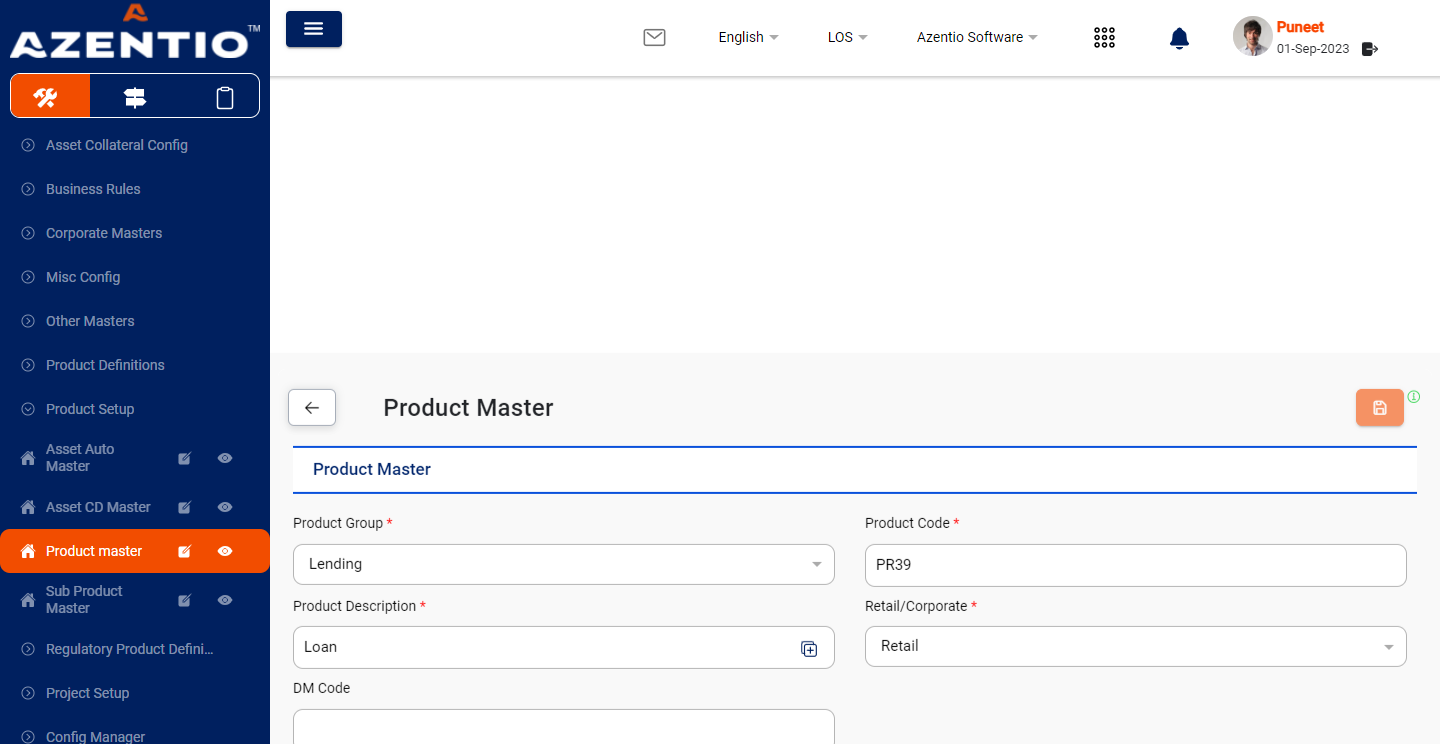 AZENTIO™
English
LOS
Azentio Software
Puneet
01-Sep-2023
Asset Collateral Config
Business Rules
Corporate Masters
Misc Config
Other Masters
Product Definitions
Product Setup
Asset Auto
Master
Asset CD Master
Product master
Sub Product
Master
Regulatory Product Defini...
Project Setup
Config Manager
Product Master
Product Master
Product Group *
Product Code *
Lending
PR39
Product Description *
Retail/Corporate *
Loan
Retail
DM Code